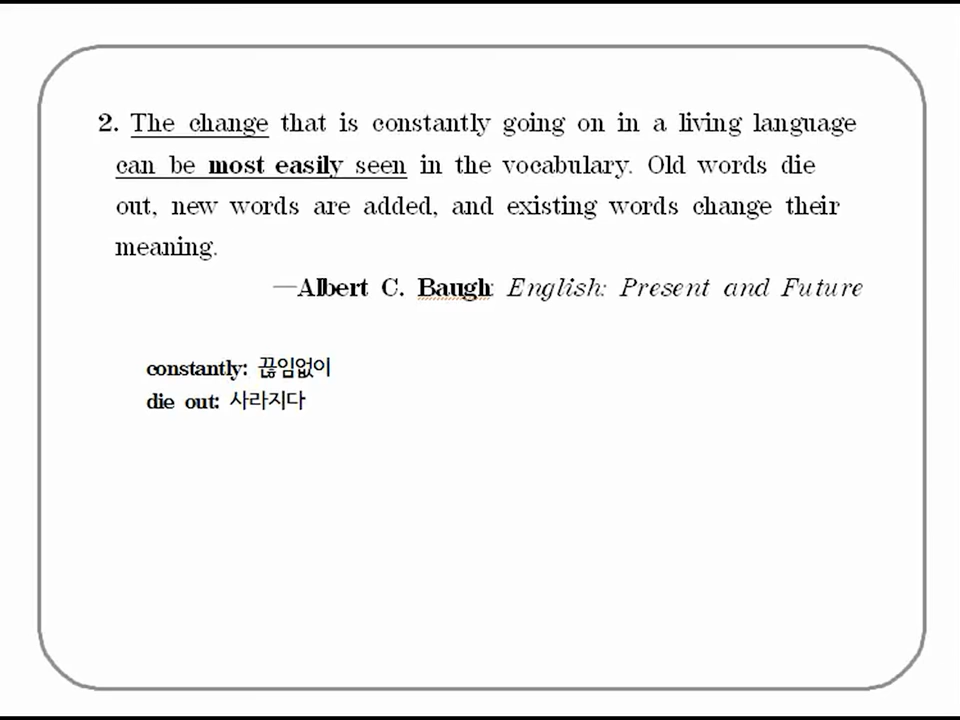 2. The change that is constantly going on in a living language
can be most easily seen in the vocabulary. Old words die
out, new words are added, and existing words change their
meaning.
—Albert C. Baugh: English: Present and Future
constantly: 끊임없이
die out: 사라지다